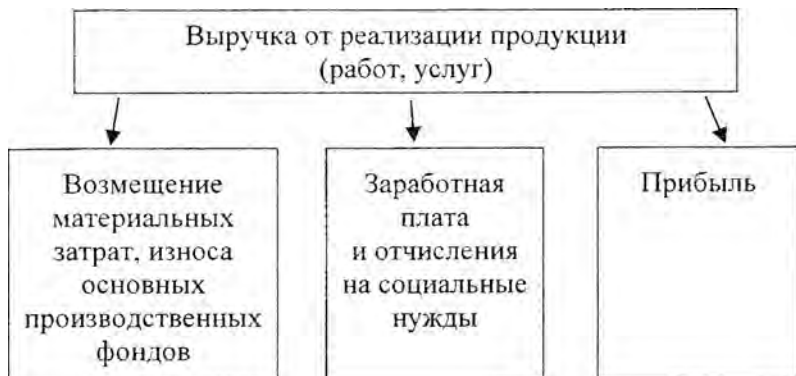 Выручка от реализации продукции
(работ, услуг)
Возмещение
материальных
затрат, износа
основных
производственных
фондов
Заработная
плата
и отчисления
на социальные
нужды
Прибыль